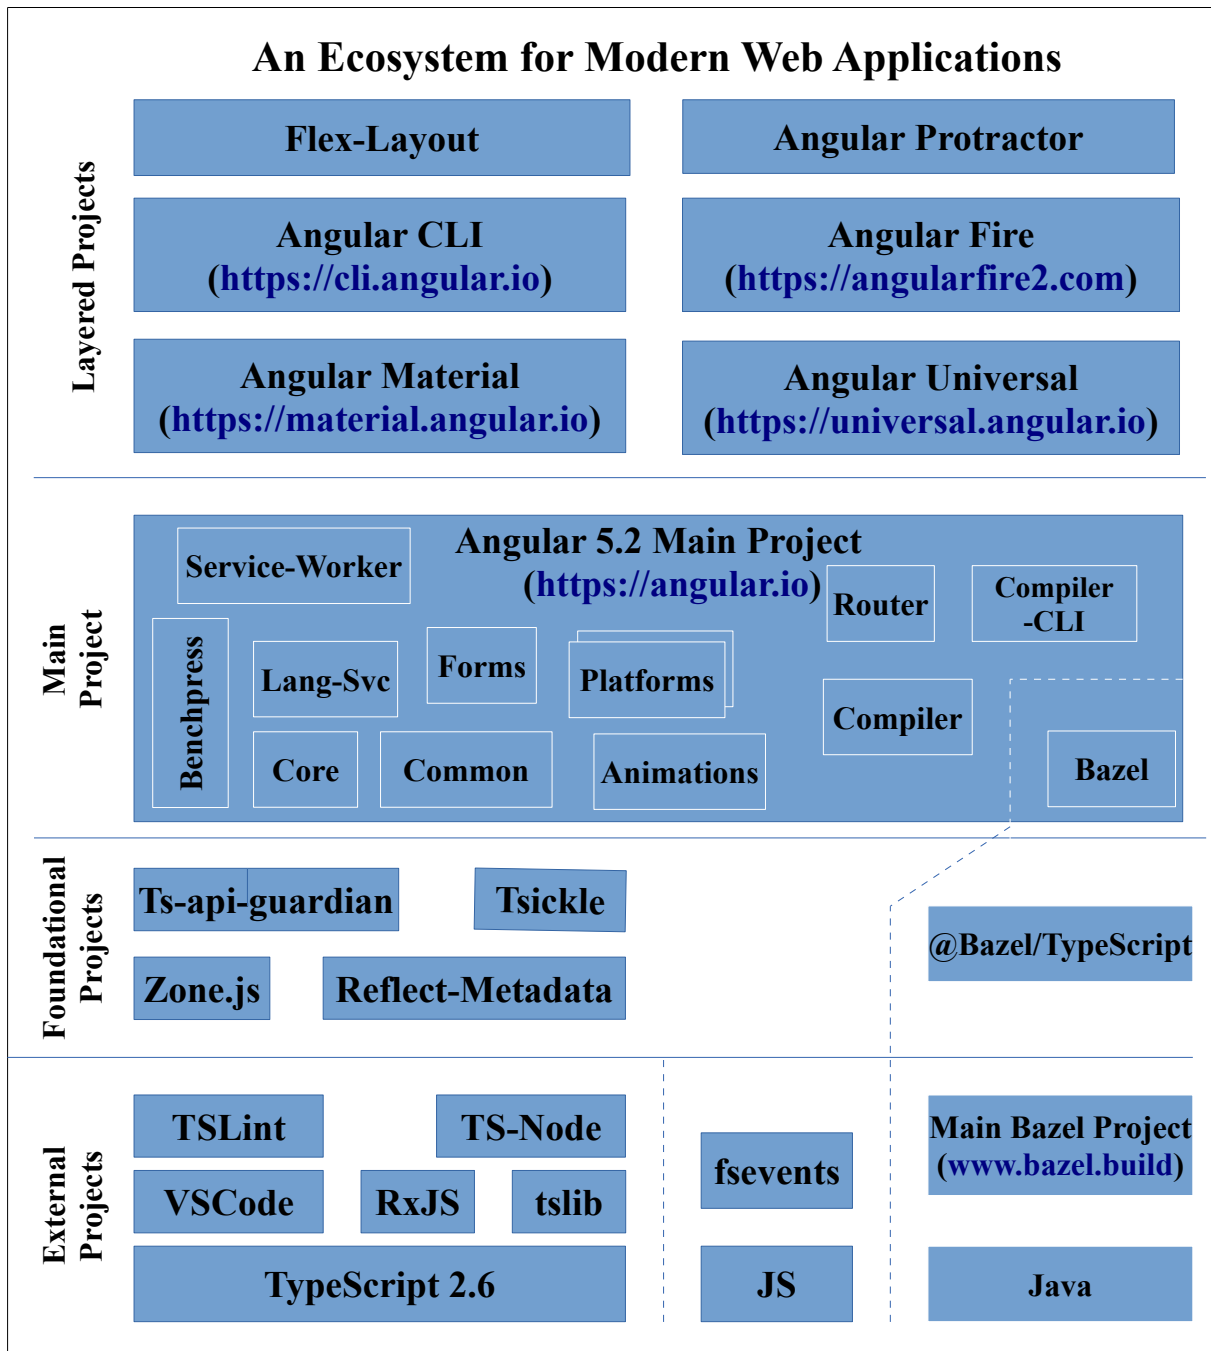 An Ecosystem for Modern Web Applications
Layered Projects
Flex-Layout
Angular Protractor
Angular CLI
(https://cli.angular.io)
Angular Fire
(https://angularfire2.com)
Angular Material
(https://material.angular.io)
Angular Universal
(https://universal.angular.io)
Main
Project
Angular 5.2 Main Project
(https://angular.io)
Service-Worker
Router
Compiler
-CLI
Benchpress
Lang-Svc
Forms
Platforms
Compiler
Core
Common
Animations
Bazel
Foundational
Projects
Ts-api-guardian
Tsickle
@Bazel/TypeScript
Zone.js
Reflect-Metadata
External
Projects
TSLint
TS-Node
fsevents
Main Bazel Project
(www.bazel.build)
VSCode
RxJS
tslib
TypeScript 2.6
JS
Java